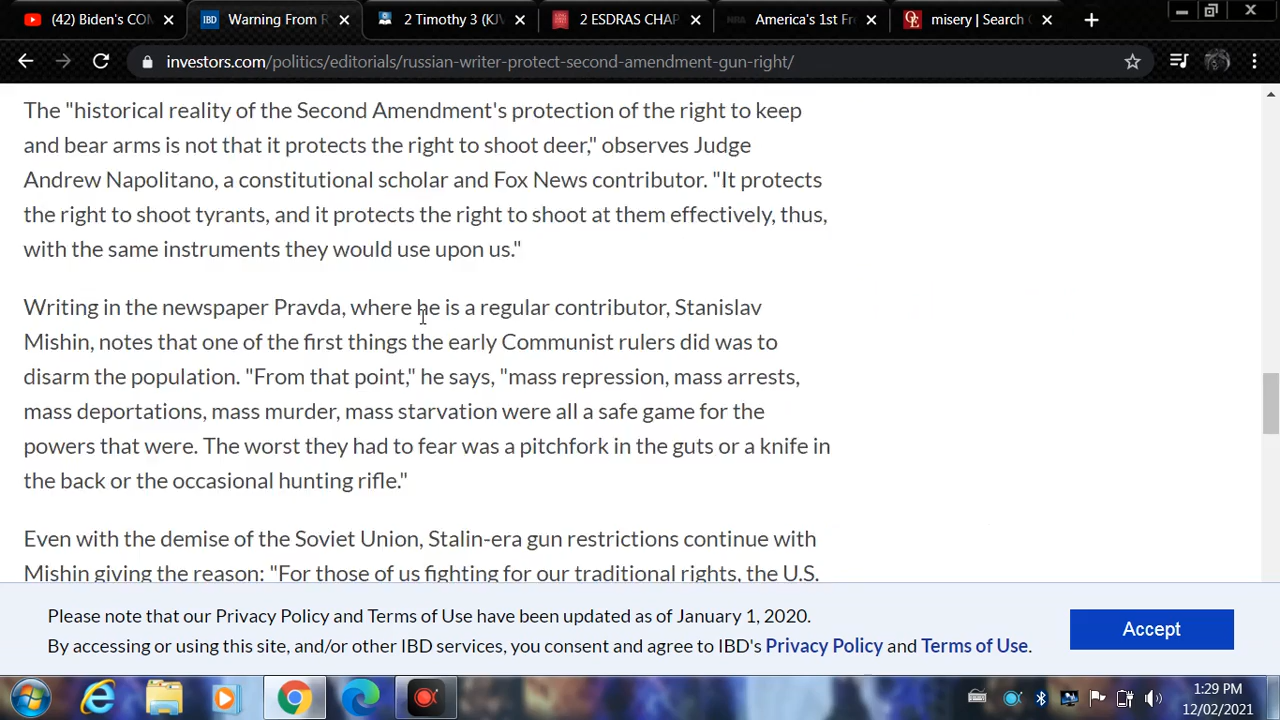 (42) Biden's CON
Warning From R
2 Timothy 3 (KJV
2 ESDRAS CHAP
America's 1st Fre
misery | Search O
investors.com/politics/editorials/russian-writer-protect-second-amendment-gun-right/
The "historical reality of the Second Amendment's protection of the right to keep
and bear arms is not that it protects the right to shoot deer," observes Judge
Andrew Napolitano, a constitutional scholar and Fox News contributor. "It protects
the right to shoot tyrants, and it protects the right to shoot at them effectively, thus,
with the same instruments they would use upon us."
Writing in the newspaper Pravda, where he is a regular contributor, Stanislav
Mishin, notes that one of the first things the early Communist rulers did was to
disarm the population. "From that point," he says, "mass repression, mass arrests,
mass deportations, mass murder, mass starvation were all a safe game for the
powers that were. The worst they had to fear was a pitchfork in the guts or a knife in
the back or the occasional hunting rifle."
Even with the demise of the Soviet Union, Stalin-era gun restrictions continue with
Mishin giving the reason: "For those of us fighting for our traditional rights, the U.S.
Please note that our Privacy Policy and Terms of Use have been updated as of January 1, 2020.
By accessing or using this site, and/or other IBD services, you consent and agree to IBD's Privacy Policy and Terms of Use.
Accept
1:29 PM
12/02/2021